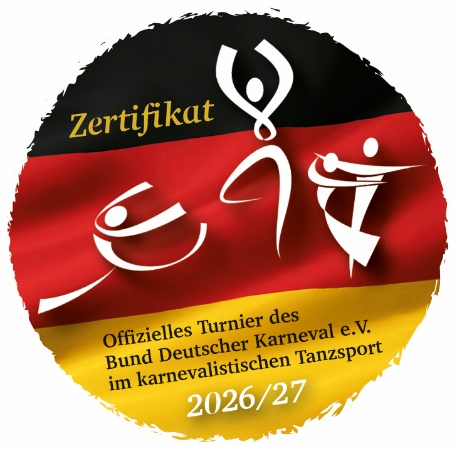 Zertifikat
Offizielles Turnier des
Bund Deutscher Karneval e.V.
im karnevalistischen Tanzsport
2026/27